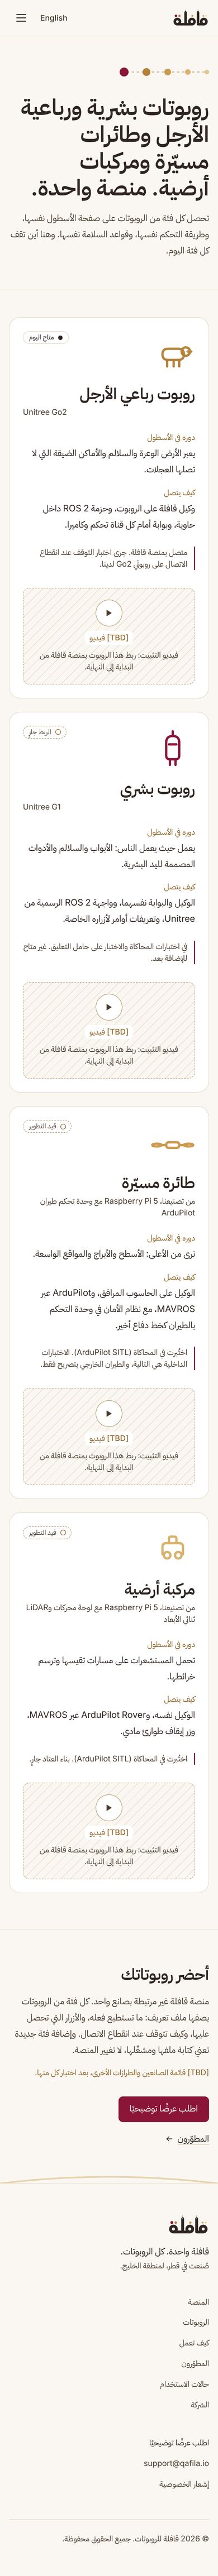 قافلة
English
روبوتات بشرية ورباعية
الأرجل وطائرات
مسيّرة ومركبات
أرضية. منصة واحدة.
تحصل كل فئة من الروبوتات على صفحة الأسطول نفسها،
وطريقة التحكم نفسها، وقواعد السلامة نفسها. وهنا أين تقف
كل فئة اليوم.
متاح اليوم
روبوت رباعي الأرجل
Unitree Go2
دوره في الأسطول
يعبر الأرض الوعرة والسلالم والأماكن الضيقة التي لا
تصلها العجلات.
كيف يتصل
وكيل قافلة على الروبوت، وحزمة ROS 2 داخل
حاوية، وبوابة أمام كل قناة تحكم وكاميرا.
متصل بمنصة قافلة. جرى اختبار التوقف عند انقطاع
الاتصال على روبوتَي Go2 لدينا.
[TBD] فيديو
فيديو التثبيت: ربط هذا الروبوت بمنصة قافلة من
البداية إلى النهاية.
الربط جارٍ
روبوت بشري
Unitree G1
دوره في الأسطول
يعمل حيث يعمل الناس: الأبواب والسلالم والأدوات
المصممة لليد البشرية.
كيف يتصل
الوكيل والبوابة نفسهما، وواجهة ROS 2 الرسمية من
Unitree، وتعريفات أوامر لأزراره الخاصة.
في اختبارات المحاكاة والاختبار على حامل التعليق. غير متاح
للإضافة بعد.
[TBD] فيديو
فيديو التثبيت: ربط هذا الروبوت بمنصة قافلة من
البداية إلى النهاية.
قيد التطوير
طائرة مسيّرة
من تصنيعنا، Raspberry Pi 5 مع وحدة تحكم طيران
ArduPilot
دوره في الأسطول
ترى من الأعلى: الأسطح والأبراج والمواقع الواسعة.
كيف يتصل
الوكيل على الحاسوب المرافق، وArduPilot عبر
MAVROS، مع نظام الأمان في وحدة التحكم
بالطيران كخط دفاع أخير.
اختُبرت في المحاكاة (ArduPilot SITL). الاختبارات
الداخلية هي التالية، والطيران الخارجي بتصريح فقط.
[TBD] فيديو
فيديو التثبيت: ربط هذا الروبوت بمنصة قافلة من
البداية إلى النهاية.
قيد التطوير
مركبة أرضية
من تصنيعنا، Raspberry Pi 5 مع لوحة محركات وLiDAR
ثنائي الأبعاد
دوره في الأسطول
تحمل المستشعرات على مسارات تقيسها وترسم
خرائطها.
كيف يتصل
الوكيل نفسه، وArduPilot Rover عبر MAVROS،
وزر إيقاف طوارئ مادي.
اختُبرت في المحاكاة (ArduPilot SITL). بناء العتاد جارٍ.
[TBD] فيديو
فيديو التثبيت: ربط هذا الروبوت بمنصة قافلة من
البداية إلى النهاية.
أحضر روبوتاتك
منصة قافلة غير مرتبطة بصانع واحد. كل فئة من الروبوتات
يصفها ملف تعريف: ما تستطيع فعله، والأزرار التي تحصل
عليها، وكيف تتوقف عند انقطاع الاتصال. وإضافة فئة جديدة
تعني كتابة ملفها ومشغّلها، لا تغيير المنصة.
[TBD] قائمة الصانعين والطرازات الأخرى، بعد اختبار كل منها.
اطلب عرضًا توضيحيًا
المطوّرون ←
قافلة
قافلة واحدة. كل الروبوتات.
صُنعت في قطر، لمنطقة الخليج.
المنصة
الروبوتات
كيف تعمل
المطوّرون
حالات الاستخدام
الشركة
اطلب عرضًا توضيحيًا
support@qafila.io
إشعار الخصوصية
© 2026 قافلة للروبوتات. جميع الحقوق محفوظة.